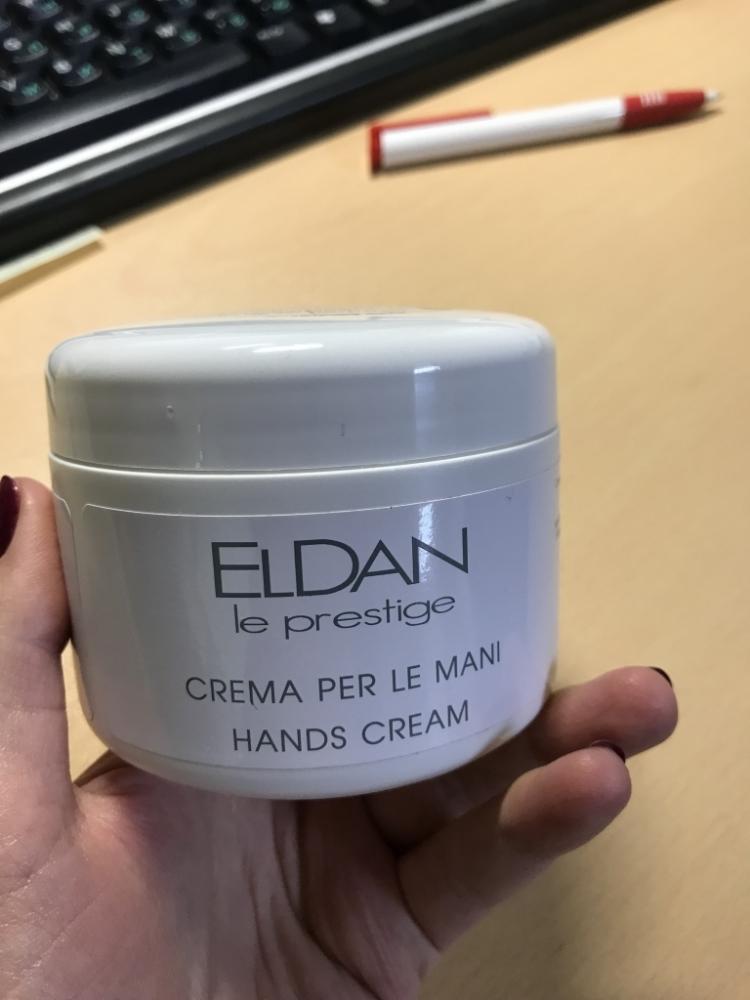 ELDAN
le prestige
CREMA PER LE MANI
HANDS CREAM